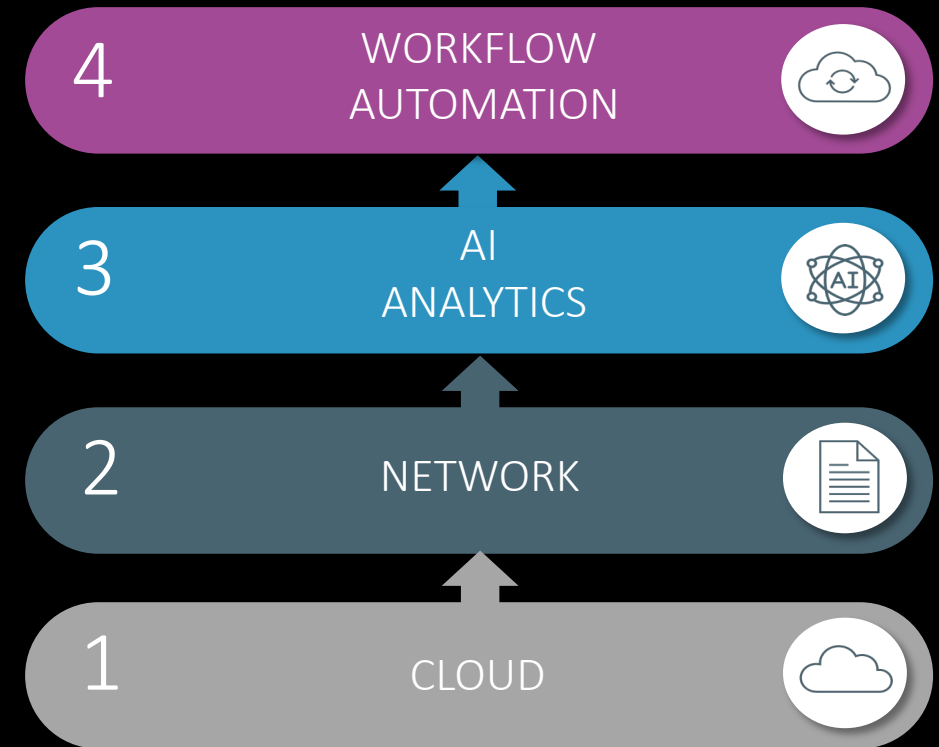 4
WORKFLOW
AUTOMATION
3
AI
ANALYTICS
AI
2
NETWORK
1
CLOUD